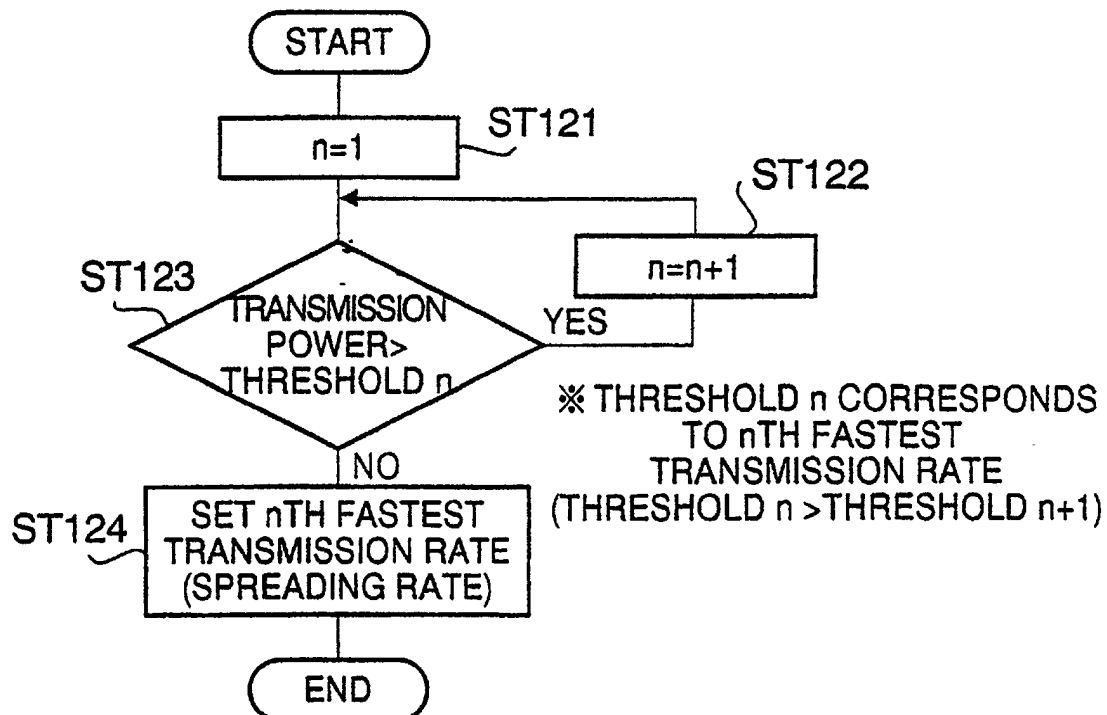 START
n=1
ST121
ST122
n=n+1
ST123
TRANSMISSION
POWER>
THRESHOLD n
YES
NO
※ THRESHOLD n CORRESPONDS
TO nTH FASTEST
TRANSMISSION RATE
(THRESHOLD n >THRESHOLD n+1)
ST124
SET nTH FASTEST
TRANSMISSION RATE
(SPREADING RATE)
END